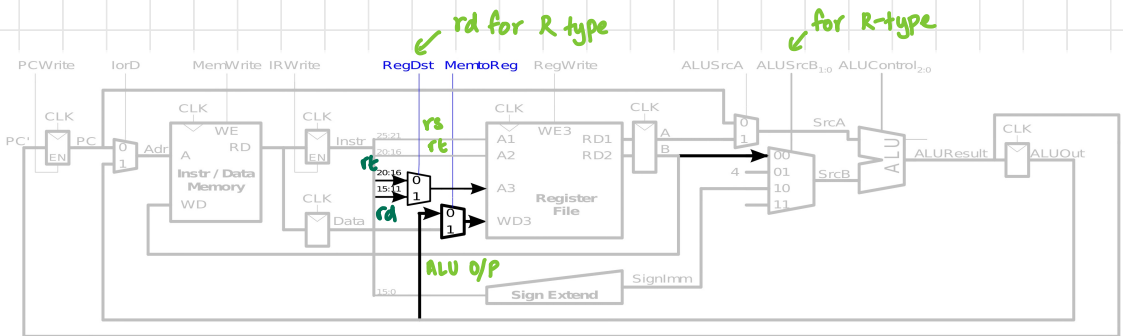 rd for R type
for R-type
PCWrite IorD MemWrite IRWrite RegDst MemtoReg RegWrite ALUSrcA ALUSrcB1:0 ALUControl2:0
CLK CLK CLK CLK CLK CLK
PC' PC EN 0 1 Adr
WE A RD Instr / Data Memory WD
EN Instr
CLK Data
25:21 rs
20:16 rt
rt
20:16 0
15:11 1
rd
0 1
ALU O/P
15:0
A1 A2 A3 WD3 WE3 RD1 RD2 Register File
A B
Sign Extend SignImm
0 1 SrcA
4 00 01 10 11 SrcB
ALU ALUResult ALUOut